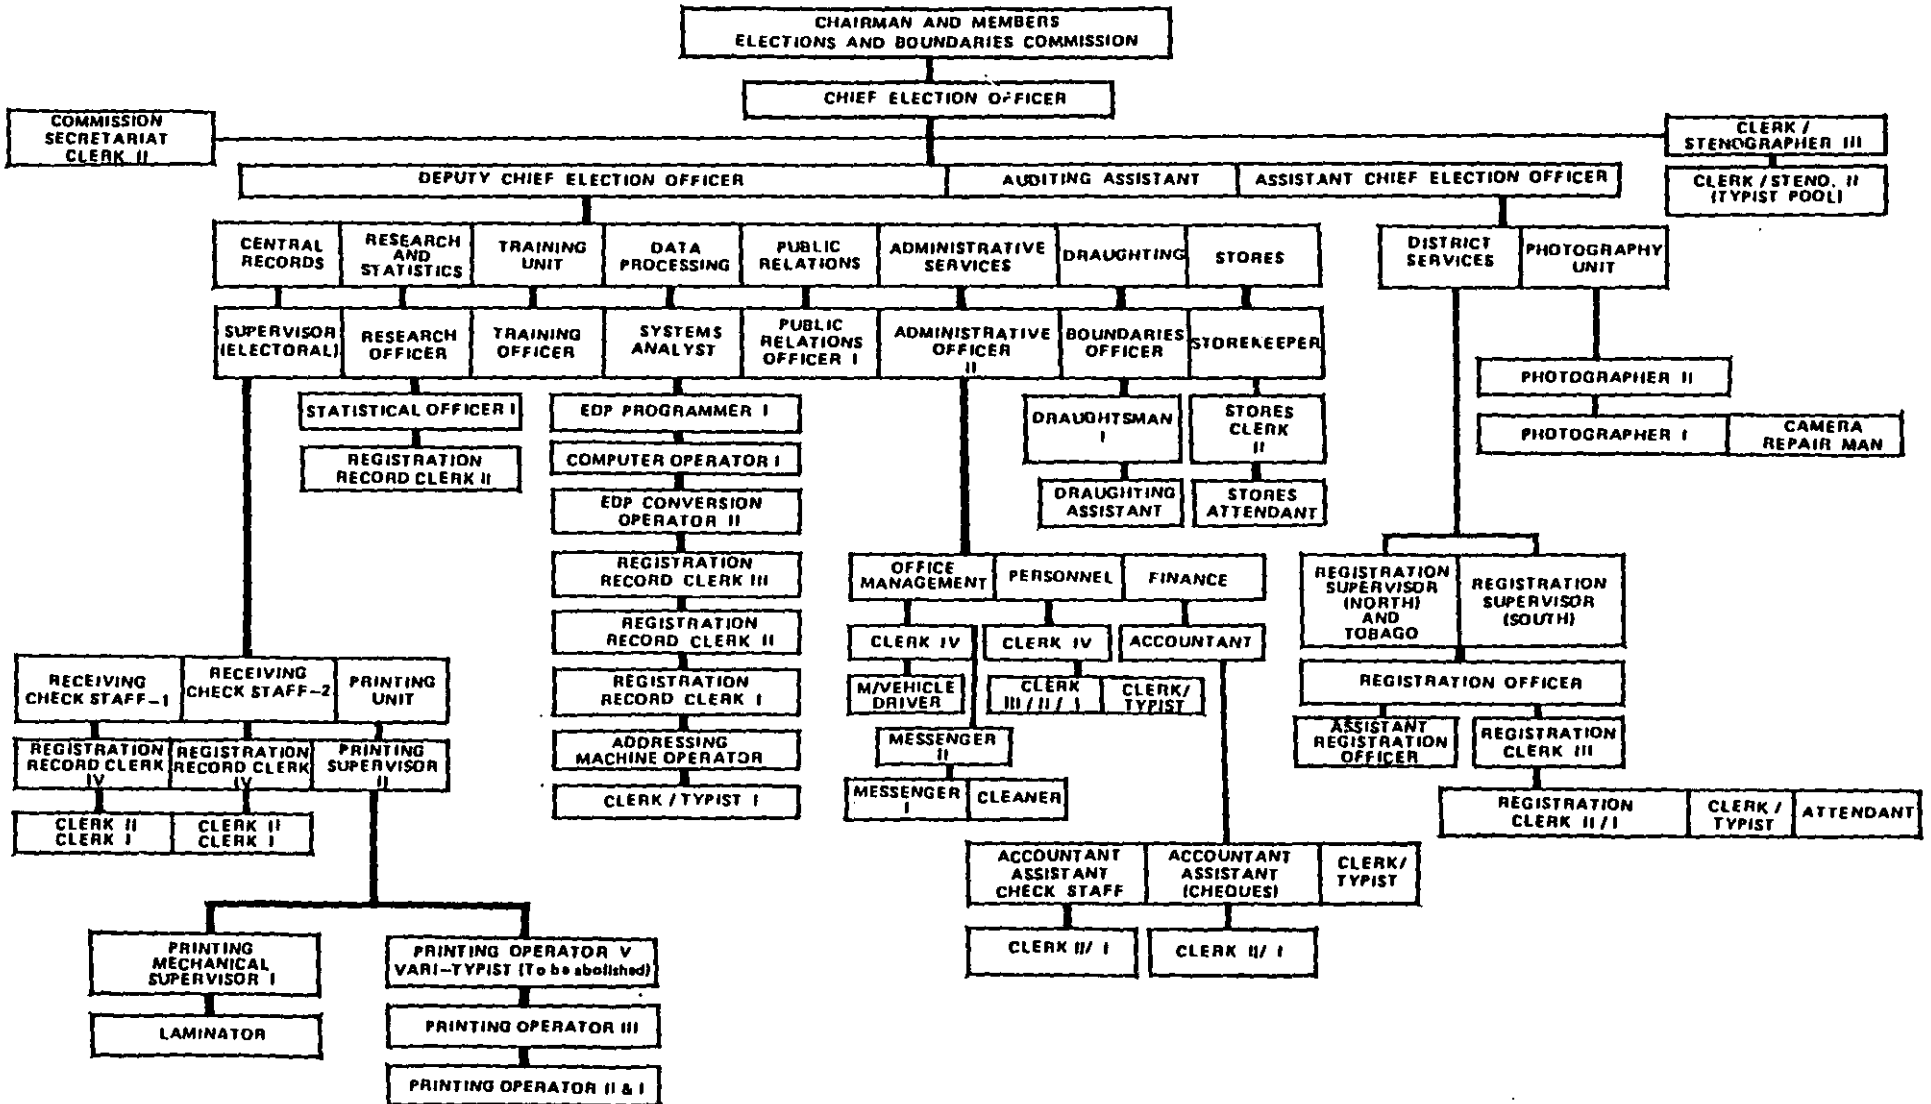 CHAIRMAN AND MEMBERS
ELECTIONS AND BOUNDARIES COMMISSION
CHIEF ELECTION OFFICER
COMMISSION
SECRETARIAT
CLERK II
CLERK /
STENOGRAPHER III
CLERK / STENO. II
(TYPIST POOL)
DEPUTY CHIEF ELECTION OFFICER
AUDITING ASSISTANT
ASSISTANT CHIEF ELECTION OFFICER
CENTRAL
RECORDS
RESEARCH
AND
STATISTICS
TRAINING
UNIT
DATA
PROCESSING
PUBLIC
RELATIONS
ADMINISTRATIVE
SERVICES
DRAUGHTING
STORES
DISTRICT
SERVICES
PHOTOGRAPHY
UNIT
SUPERVISOR
(ELECTORAL)
RESEARCH
OFFICER
TRAINING
OFFICER
SYSTEMS
ANALYST
PUBLIC
RELATIONS
OFFICER I
ADMINISTRATIVE
OFFICER
II
BOUNDARIES
OFFICER
STOREKEEPER
PHOTOGRAPHER II
PHOTOGRAPHER I
CAMERA
REPAIR MAN
STATISTICAL OFFICER I
REGISTRATION
RECORD CLERK II
EDP PROGRAMMER I
COMPUTER OPERATOR I
EDP CONVERSION
OPERATOR II
REGISTRATION
RECORD CLERK III
REGISTRATION
RECORD CLERK II
REGISTRATION
RECORD CLERK I
ADDRESSING
MACHINE OPERATOR
CLERK / TYPIST I
DRAUGHTSMAN
I
DRAUGHTING
ASSISTANT
STORES
CLERK
II
STORES
ATTENDANT
OFFICE
MANAGEMENT
PERSONNEL
FINANCE
CLERK IV
CLERK IV
ACCOUNTANT
M/VEHICLE
DRIVER
CLERK
III / II / I
CLERK/
TYPIST
MESSENGER
II
MESSENGER
I
CLEANER
ACCOUNTANT
ASSISTANT
CHECK STAFF
ACCOUNTANT
ASSISTANT
(CHEQUES)
CLERK/
TYPIST
CLERK II/ I
CLERK II/ I
REGISTRATION
SUPERVISOR
(NORTH)
AND
TOBAGO
REGISTRATION
SUPERVISOR
(SOUTH)
REGISTRATION OFFICER
ASSISTANT
REGISTRATION
OFFICER
REGISTRATION
CLERK III
REGISTRATION
CLERK II / I
CLERK /
TYPIST
ATTENDANT
RECEIVING
CHECK STAFF-1
RECEIVING
CHECK STAFF-2
PRINTING
UNIT
REGISTRATION
RECORD CLERK
IV
REGISTRATION
RECORD CLERK
IV
PRINTING
SUPERVISOR
II
CLERK II
CLERK I
CLERK II
CLERK I
PRINTING
MECHANICAL
SUPERVISOR I
LAMINATOR
PRINTING OPERATOR V
VARI-TYPIST (To be abolished)
PRINTING OPERATOR III
PRINTING OPERATOR II & I